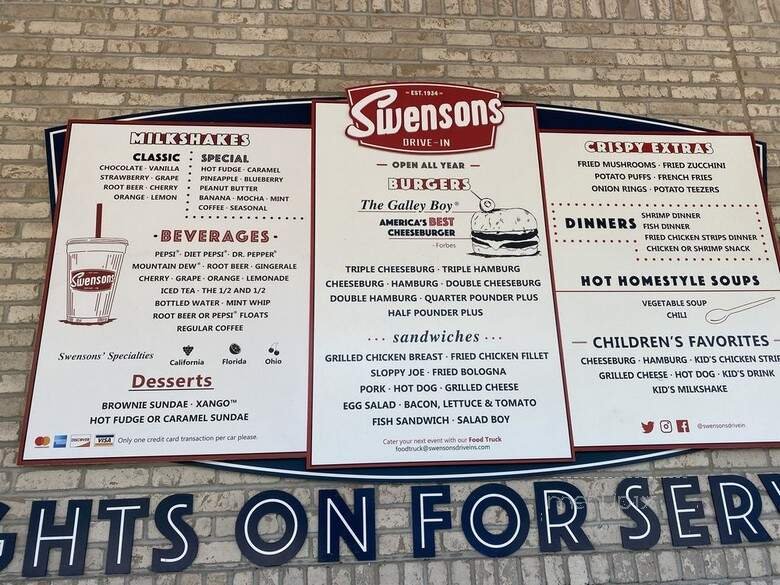 - EST. 1934 -
Swensons
DRIVE-IN
MILKSHAKES
CLASSIC
CHOCOLATE · VANILLA
STRAWBERRY · GRAPE
ROOT BEER · CHERRY
ORANGE · LEMON
SPECIAL
HOT FUDGE · CARAMEL
PINEAPPLE · BLUEBERRY
PEANUT BUTTER
BANANA · MOCHA · MINT
COFFEE · SEASONAL
· BEVERAGES ·
PEPSI® · DIET PEPSI® · DR. PEPPER®
MOUNTAIN DEW® · ROOT BEER · GINGERALE
CHERRY · GRAPE · ORANGE · LEMONADE
ICED TEA · THE 1/2 AND 1/2
BOTTLED WATER · MINT WHIP
ROOT BEER OR PEPSI® FLOATS
REGULAR COFFEE
Swensons
Swensons' Specialties
California
Florida
Ohio
Desserts
BROWNIE SUNDAE · XANGO™
HOT FUDGE OR CARAMEL SUNDAE
DISCOVER
VISA
Only one credit card transaction per car please.
— OPEN ALL YEAR —
BURGERS
The Galley Boy®
AMERICA'S BEST
CHEESEBURGER
- Forbes
TRIPLE CHEESEBURG · TRIPLE HAMBURG
CHEESEBURG · HAMBURG · DOUBLE CHEESEBURG
DOUBLE HAMBURG · QUARTER POUNDER PLUS
HALF POUNDER PLUS
··· sandwiches ···
GRILLED CHICKEN BREAST · FRIED CHICKEN FILLET
SLOPPY JOE · FRIED BOLOGNA
PORK · HOT DOG · GRILLED CHEESE
EGG SALAD · BACON, LETTUCE & TOMATO
FISH SANDWICH · SALAD BOY
Cater your next event with our Food Truck
foodtruck@swensonsdriveins.com
CRISPY EXTRAS
FRIED MUSHROOMS · FRIED ZUCCHINI
POTATO PUFFS · FRENCH FRIES
ONION RINGS · POTATO TEEZERS
DINNERS
SHRIMP DINNER
FISH DINNER
FRIED CHICKEN STRIPS DINNER
CHICKEN OR SHRIMP SNACK
HOT HOMESTYLE SOUPS
VEGETABLE SOUP
CHILI
— CHILDREN'S FAVORITES —
CHEESEBURG · HAMBURG · KID'S CHICKEN STRI
GRILLED CHEESE · HOT DOG · KID'S DRINK
KID'S MILKSHAKE
@swensonsdrivein
GHTS ON FOR SERV
menupix